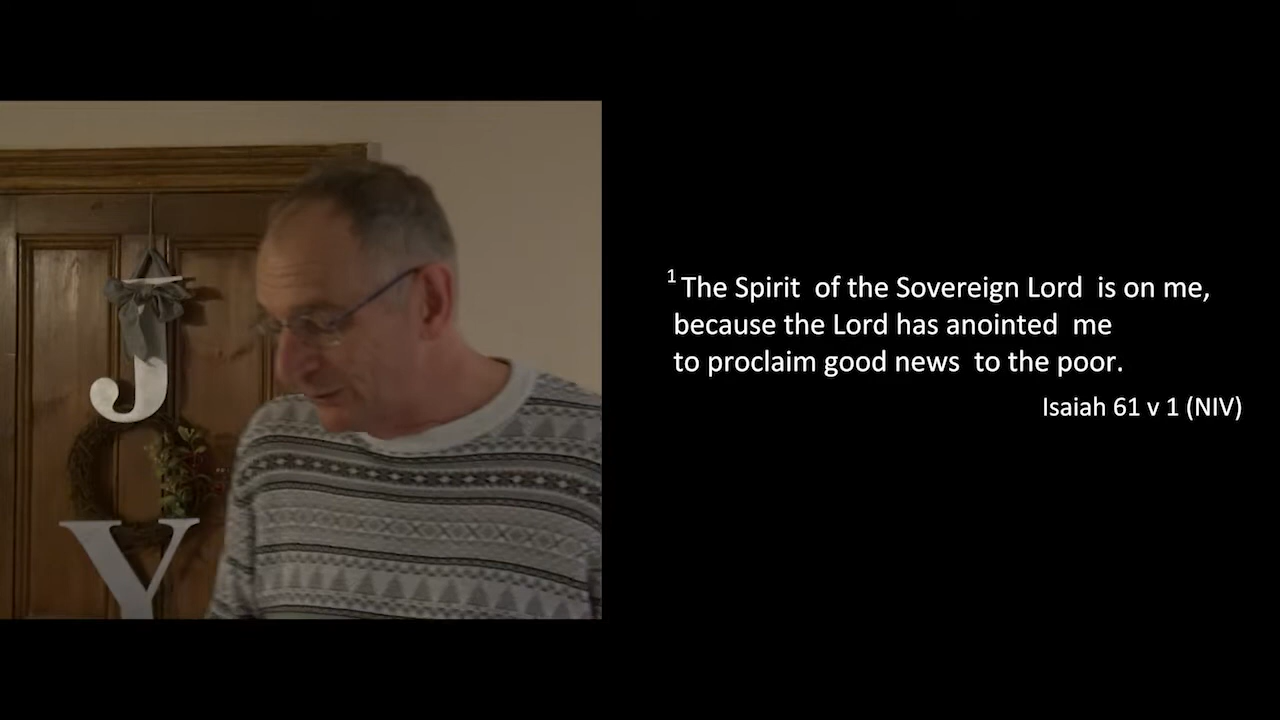 J
O
Y
1 The Spirit of the Sovereign Lord is on me,
because the Lord has anointed me
to proclaim good news to the poor.
Isaiah 61 v 1 (NIV)